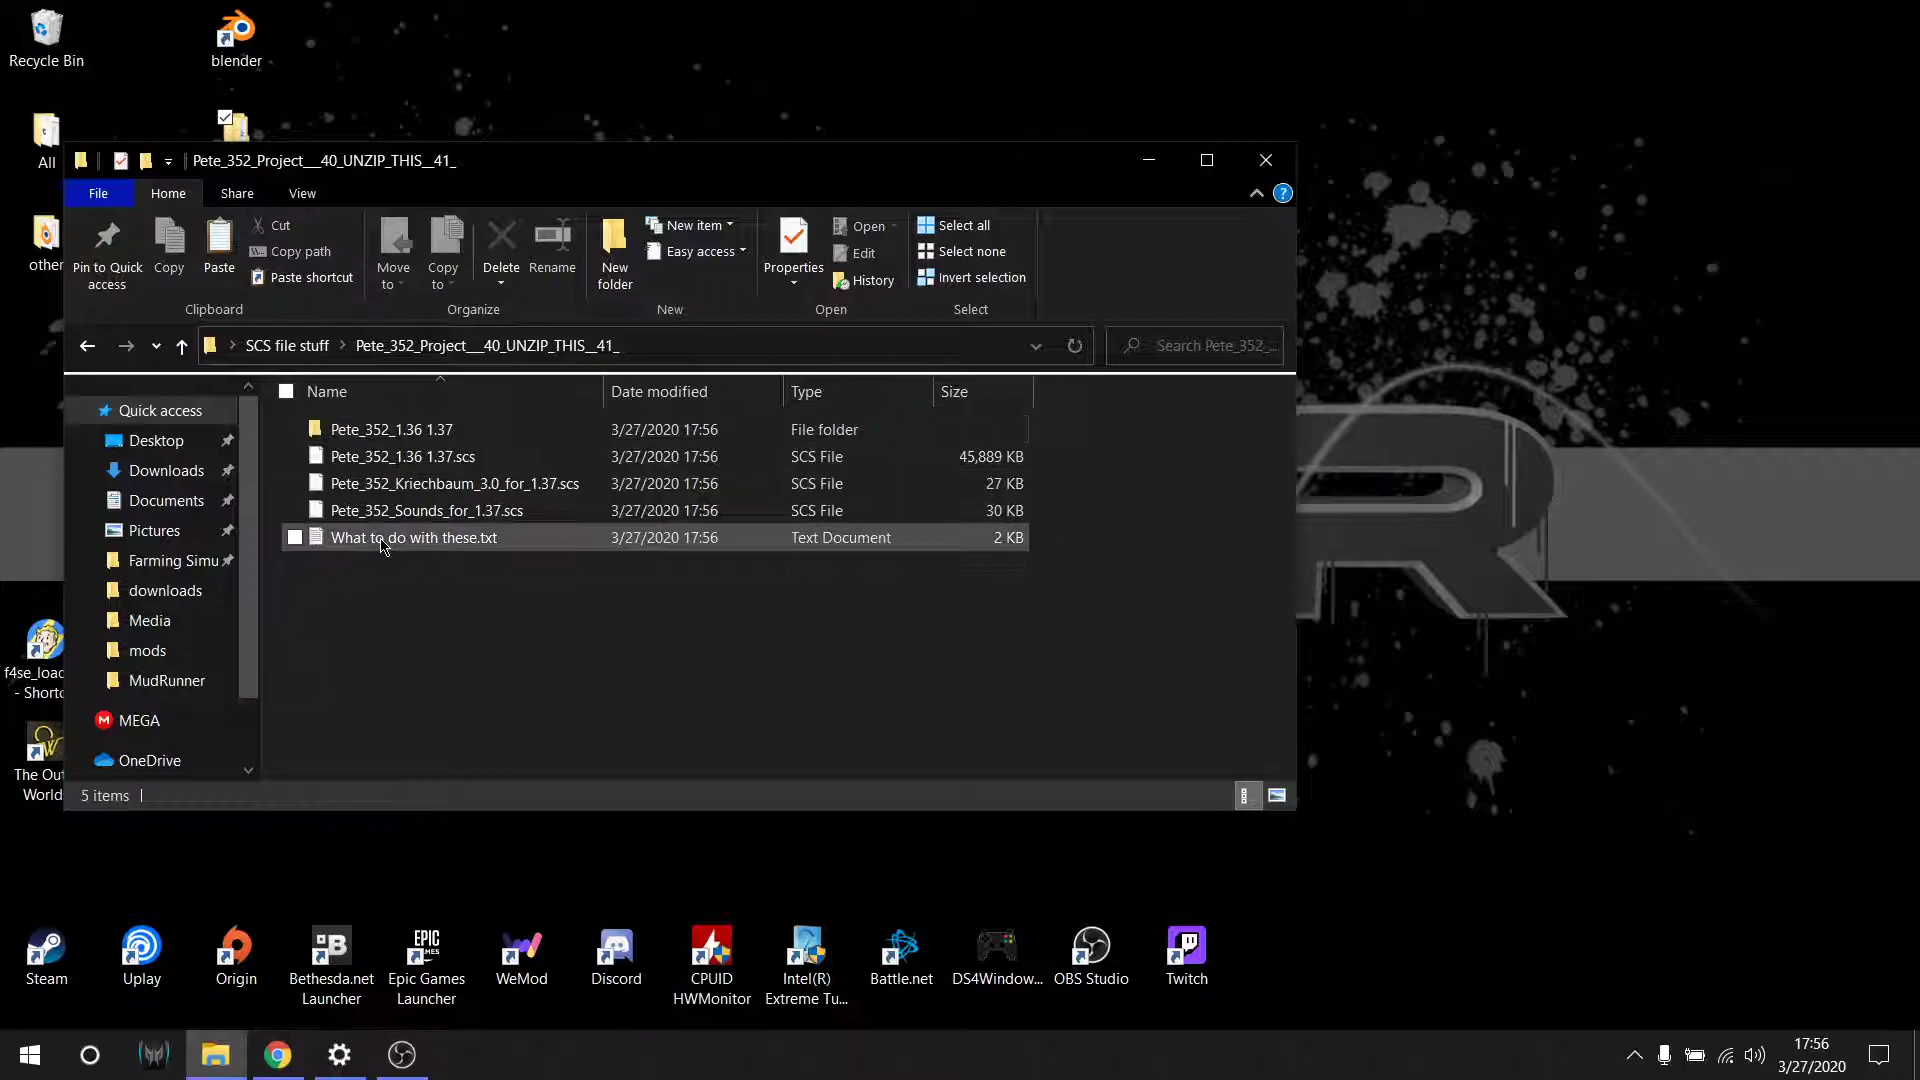 Recycle Bin
blender
All
other
f4se_load
- Shortc
The Out
World
Pete_352_Project___40_UNZIP_THIS__41_
File
Home
Share
View
?
Pin to Quick
access
Copy
Paste
Cut
Copy path
Paste shortcut
Clipboard
Move
to
Copy
to
Delete
Rename
Organize
New
folder
New item
Easy access
New
Properties
Open
Edit
History
Open
Select all
Select none
Invert selection
Select
SCS file stuff
Pete_352_Project___40_UNZIP_THIS__41_
Search Pete_352_...
Quick access
Desktop
Downloads
Documents
Pictures
Farming Simu
downloads
Media
mods
MudRunner
MEGA
OneDrive
Name Date modified Type Size
Pete_352_1.36 1.37 3/27/2020 17:56 File folder
Pete_352_1.36 1.37.scs 3/27/2020 17:56 SCS File 45,889 KB
Pete_352_Kriechbaum_3.0_for_1.37.scs 3/27/2020 17:56 SCS File 27 KB
Pete_352_Sounds_for_1.37.scs 3/27/2020 17:56 SCS File 30 KB
What to do with these.txt 3/27/2020 17:56 Text Document 2 KB
5 items
R
Steam
Uplay
Origin
Bethesda.net
Launcher
EPIC
GAMES
Epic Games
Launcher
WeMod
Discord
CPUID
HWMonitor
Intel(R)
Extreme Tu...
Battle.net
DS4Window...
OBS Studio
Twitch
17:56
3/27/2020